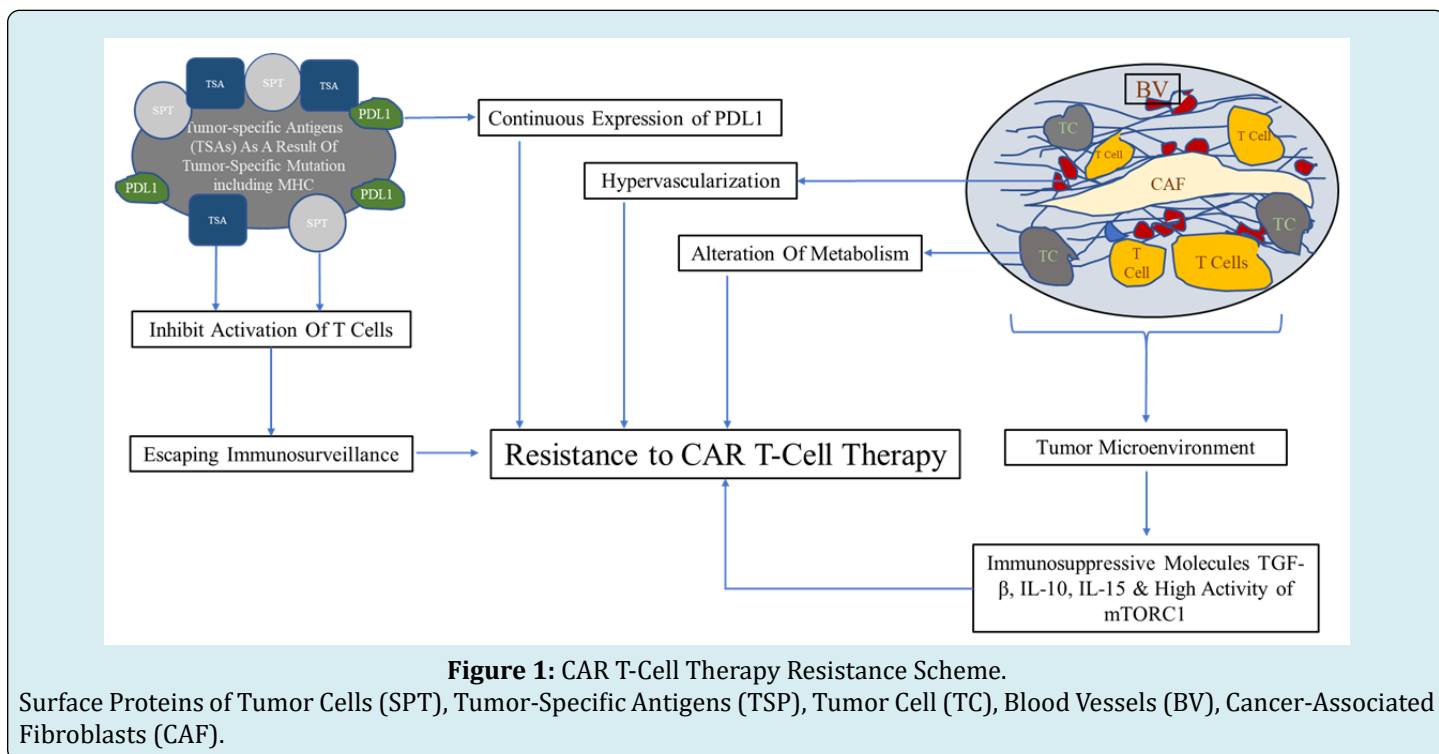 SPT
TSA
SPT
TSA
PDL1
Tumor-specific Antigens
(TSAs) As A Result Of
Tumor-Specific Mutation
including MHC
PDL1
PDL1
TSA
SPT
Continuous Expression of PDL1
Hypervascularization
Alteration Of Metabolism
BV
TC
T Cell
T Cell
CAF
TC
TC
T
Cell
T Cells
Inhibit Activation Of T Cells
Escaping Immunosurveillance
Resistance to CAR T-Cell Therapy
Tumor Microenvironment
Immunosuppressive Molecules TGF-
β, IL-10, IL-15 & High Activity of
mTORC1
Figure 1: CAR T-Cell Therapy Resistance Scheme.
Surface Proteins of Tumor Cells (SPT), Tumor-Specific Antigens (TSP), Tumor Cell (TC), Blood Vessels (BV), Cancer-Associated
Fibroblasts (CAF).